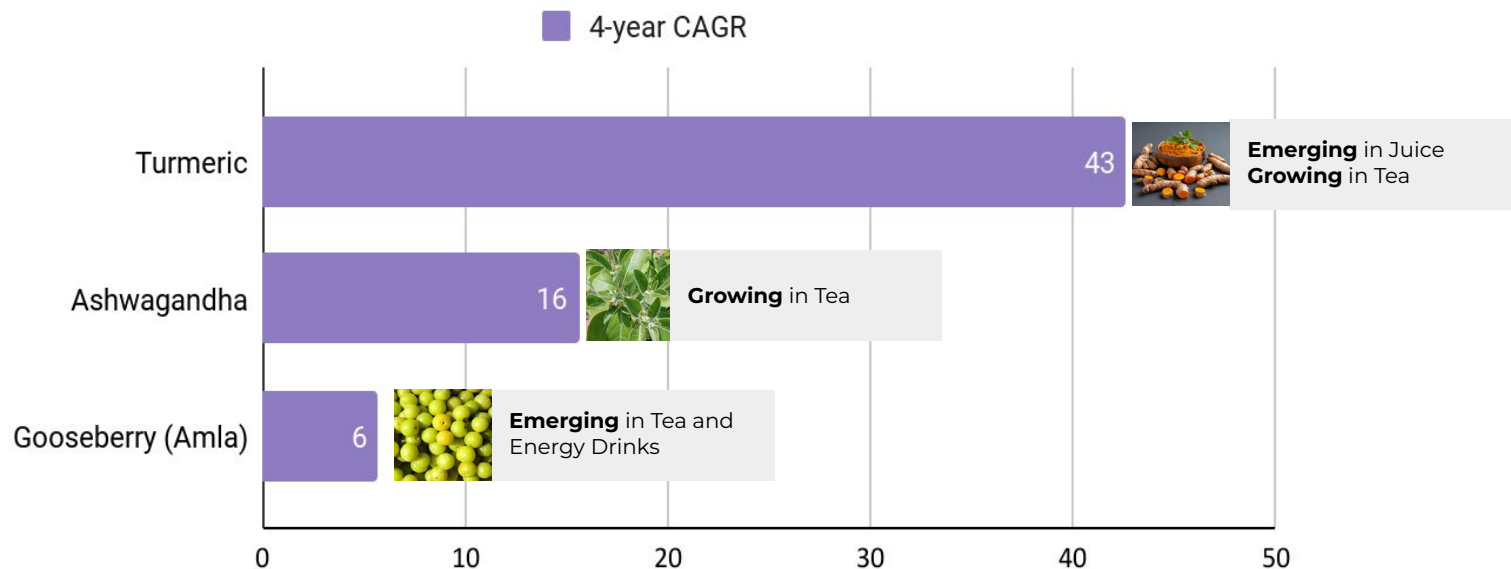 4-year CAGR
Turmeric
43
Emerging in Juice
Growing in Tea
Ashwagandha
16
Growing in Tea
Gooseberry (Amla)
6
Emerging in Tea and
Energy Drinks
0 10 20 30 40 50